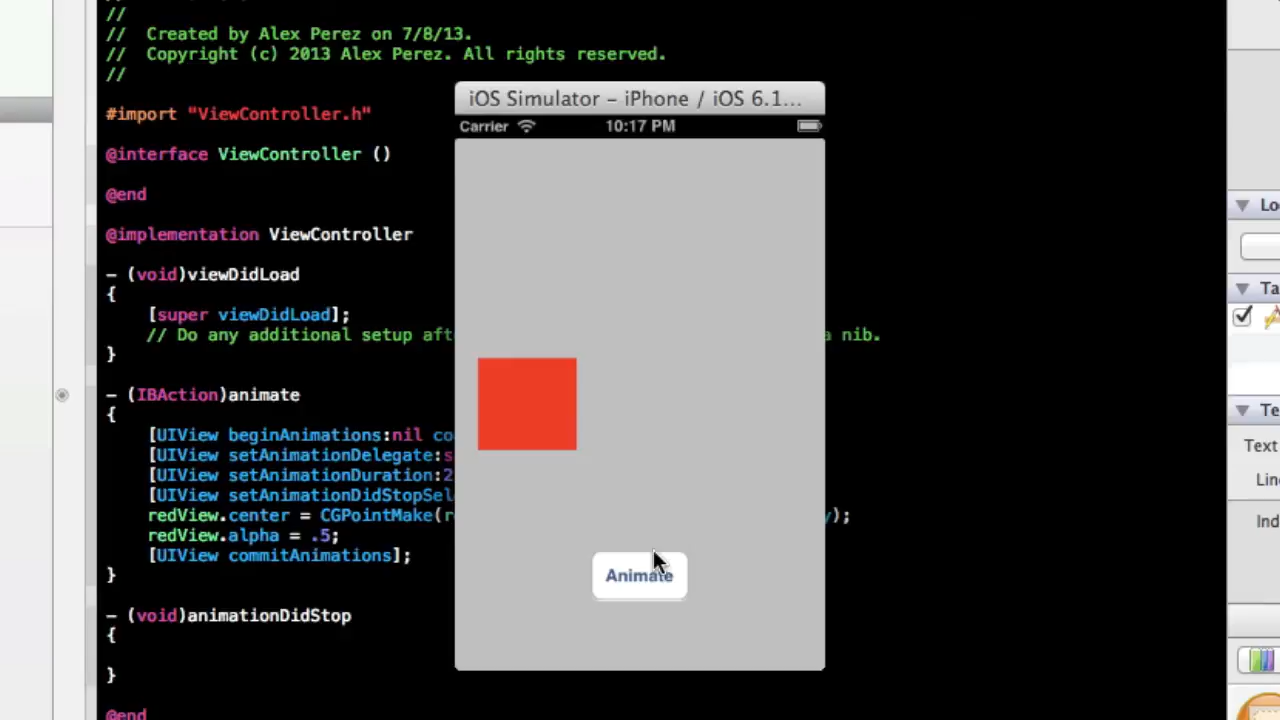 //
// Created by Alex Perez on 7/8/13.
// Copyright (c) 2013 Alex Perez. All rights reserved.
//
#import "ViewController.h"
@interface ViewController ()
@end
@implementation ViewController
- (void)viewDidLoad
{
[super viewDidLoad];
// Do any additional setup a nib.
}
- (IBAction)animate
{
[UIView beginAnimations:nil
[UIView setAnimationDelegate:
[UIView setAnimationDuration:2
[UIView setAnimationDidStopSel
redView.center = CGPointMake( );
redView.alpha = .5;
[UIView commitAnimations];
}
- (void)animationDidStop
{
}
@end
iOS Simulator – iPhone / iOS 6.1...
Carrier 10:17 PM
Animate
Text